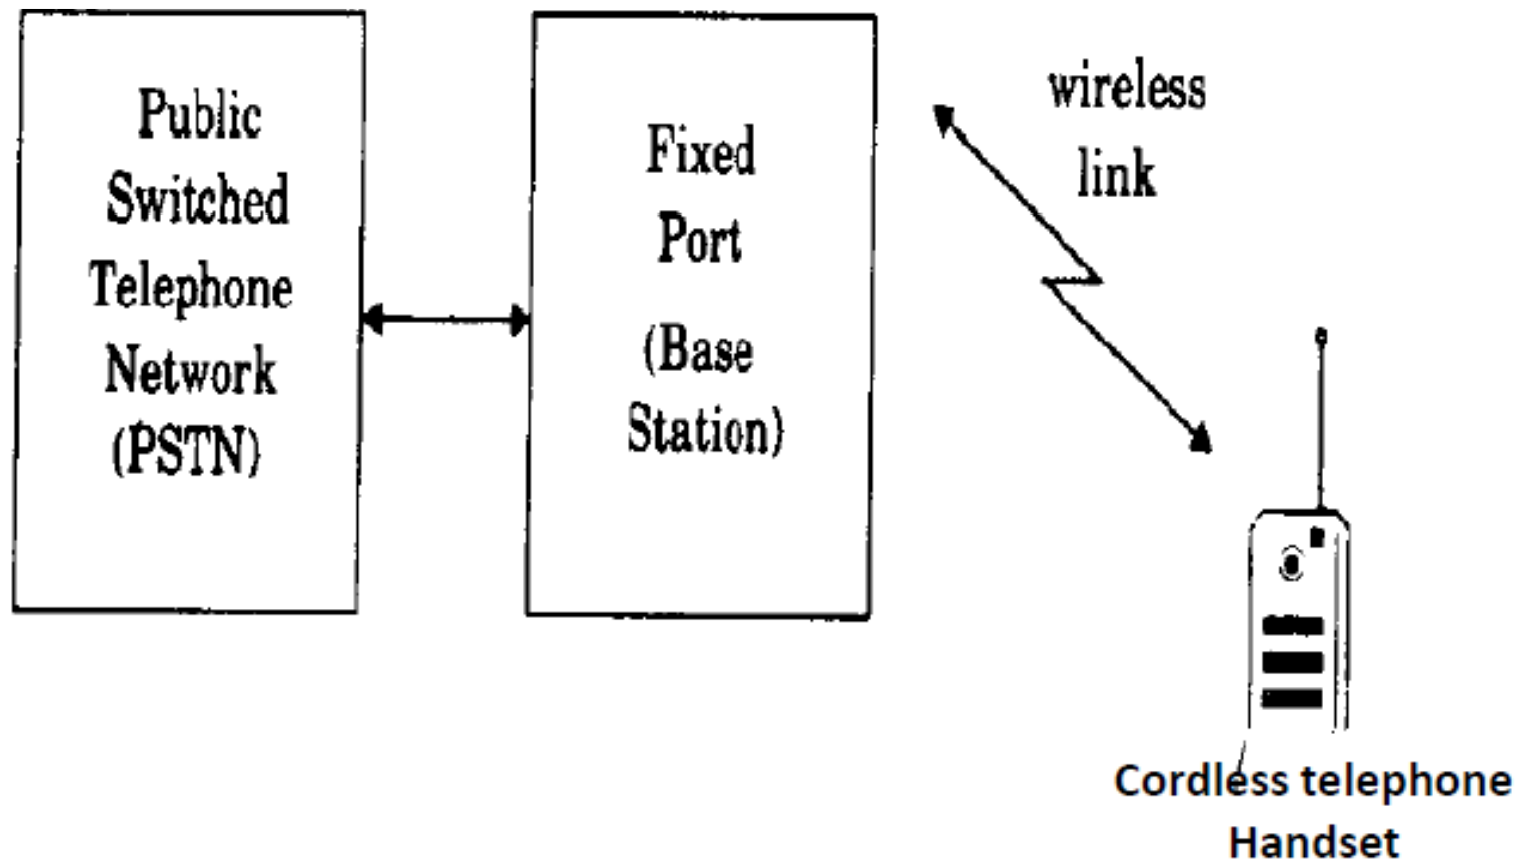 Public
Switched
Telephone
Network
(PSTN)
Fixed
Port
(Base
Station)
wireless
link
Cordless telephone
Handset